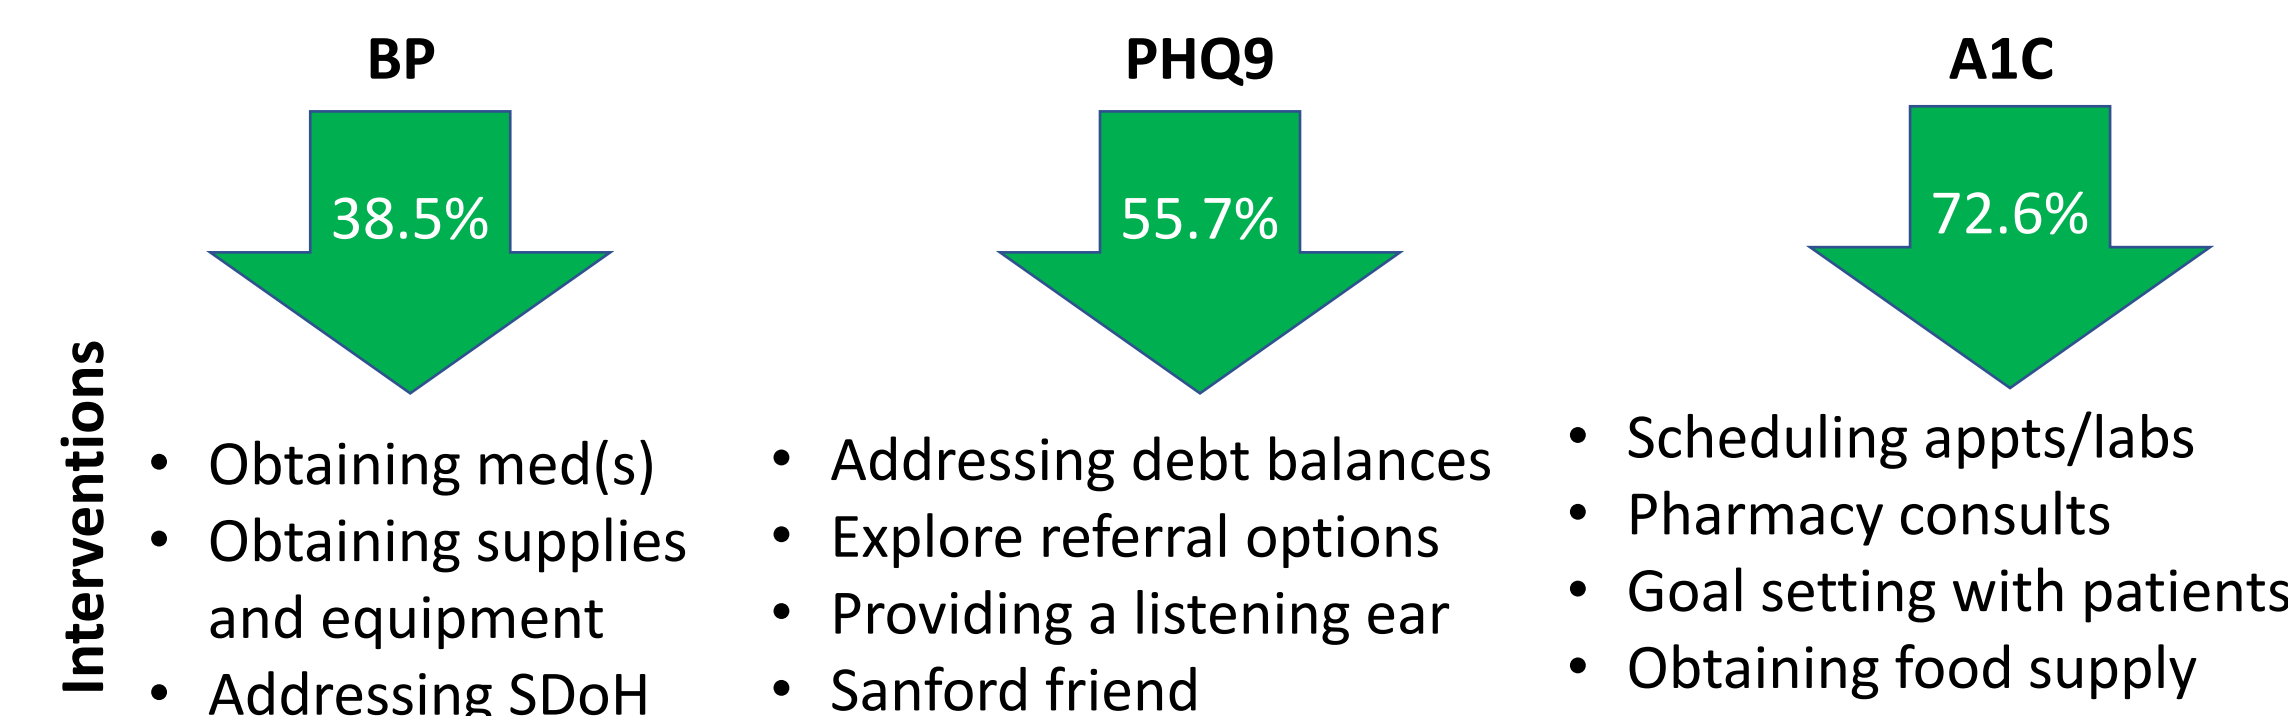 BP
38.5%
PHQ9
55.7%
A1C
72.6%
Interventions
• Obtaining med(s)
• Obtaining supplies
and equipment
• Addressing SDoH
• Addressing debt balances
• Explore referral options
• Providing a listening ear
• Sanford friend
• Scheduling appts/labs
• Pharmacy consults
• Goal setting with patients
• Obtaining food supply